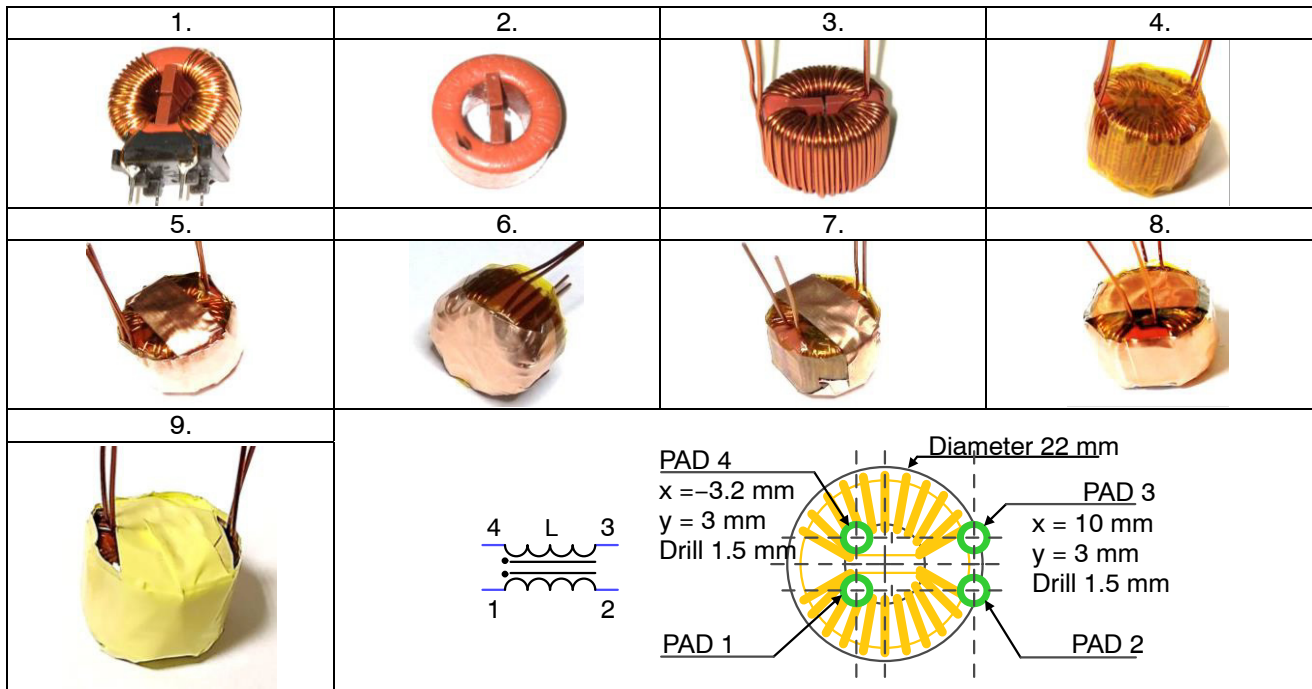 1.
2.
3.
4.
5.
6.
7.
8.
9.
4 L 3
1 2
Diameter 22 mm
PAD 4
x =−3.2 mm
y = 3 mm
Drill 1.5 mm
PAD 3
x = 10 mm
y = 3 mm
Drill 1.5 mm
PAD 1
PAD 2